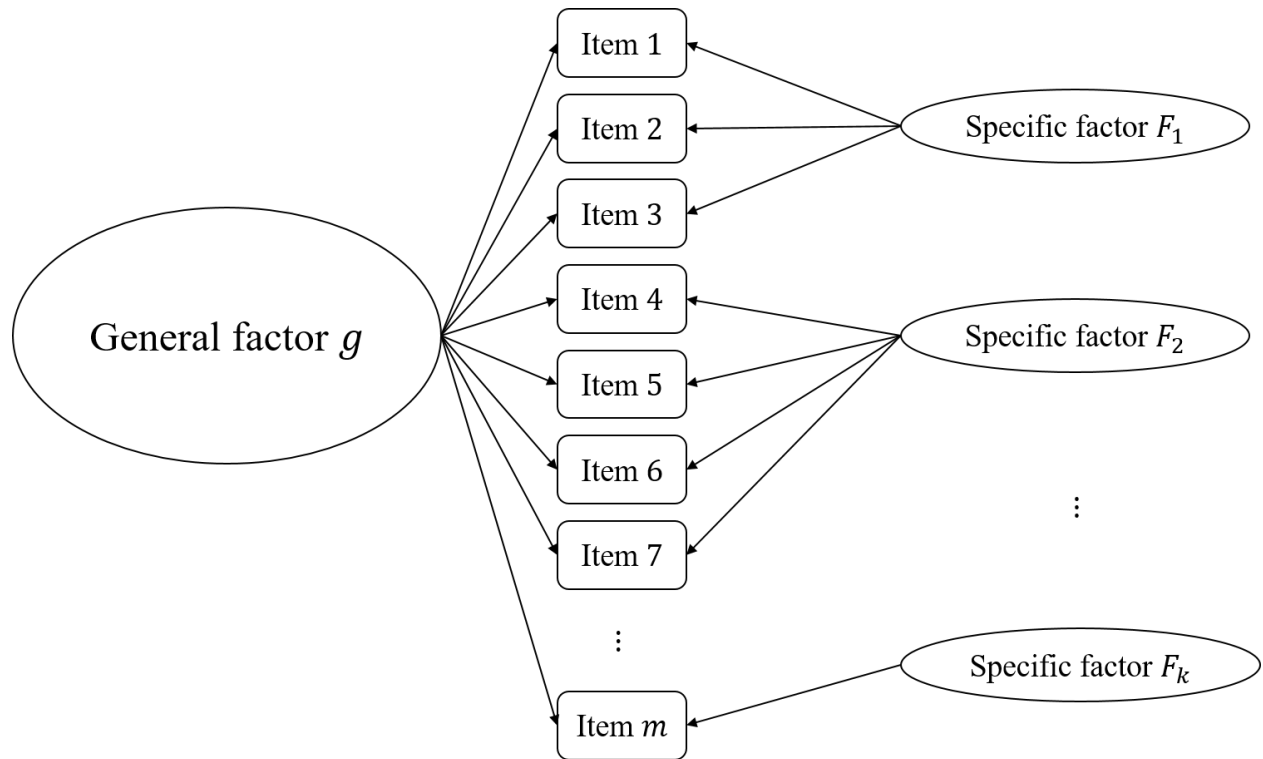 General factor g
Item 1
Item 2
Item 3
Item 4
Item 5
Item 6
Item 7
⋮
Item m
Specific factor F₁
Specific factor F₂
⋮
Specific factor Fₖ